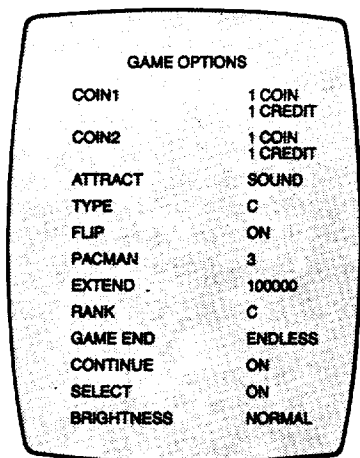 GAME OPTIONS
COIN1 1 COIN
1 CREDIT
COIN2 1 COIN
1 CREDIT
ATTRACT SOUND
TYPE C
FLIP ON
PACMAN 3
EXTEND 100000
RANK C
GAME END ENDLESS
CONTINUE ON
SELECT ON
BRIGHTNESS NORMAL